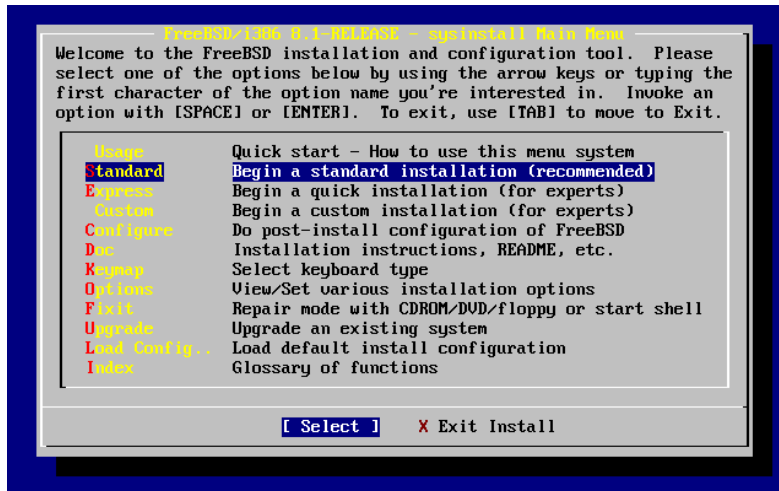 FreeBSD/i386 8.1-RELEASE - sysinstall Main Menu
Welcome to the FreeBSD installation and configuration tool.  Please
select one of the options below by using the arrow keys or typing the
first character of the option name you're interested in.  Invoke an
option with [SPACE] or [ENTER].  To exit, use [TAB] to move to Exit.
Usage Quick start - How to use this menu system
Standard Begin a standard installation (recommended)
Express Begin a quick installation (for experts)
Custom Begin a custom installation (for experts)
Configure Do post-install configuration of FreeBSD
Doc Installation instructions, README, etc.
Keymap Select keyboard type
Options View/Set various installation options
Fixit Repair mode with CDROM/DVD/floppy or start shell
Upgrade Upgrade an existing system
Load Config.. Load default install configuration
Index Glossary of functions
[ Select ] X Exit Install